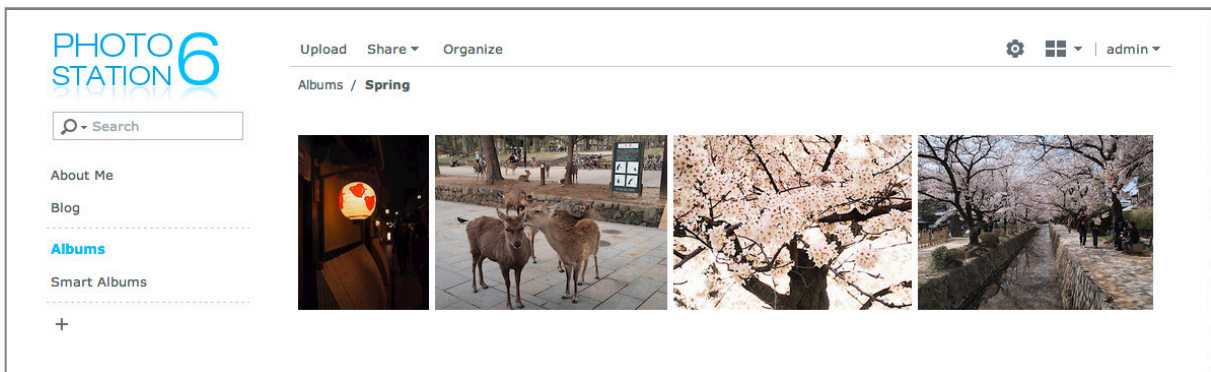 PHOTO
STATION 6
Upload Share Organize admin
Albums / Spring
Search
About Me
Blog
Albums
Smart Albums
+